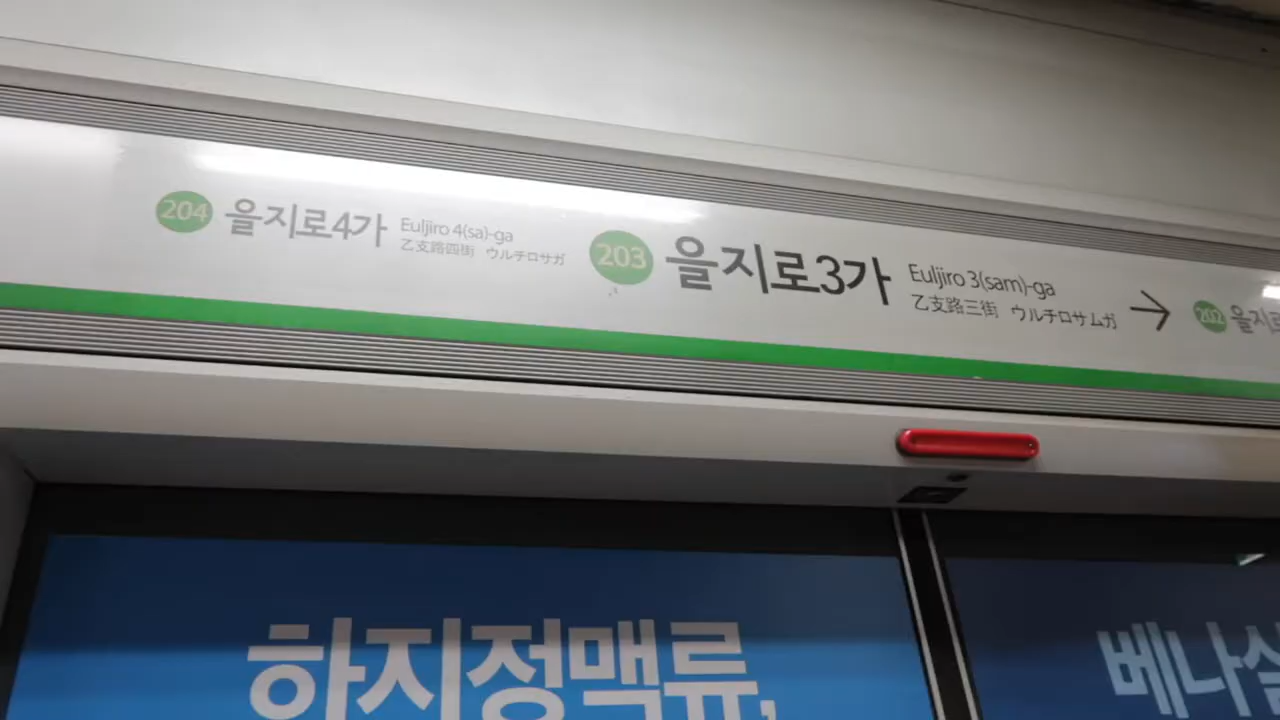 204 을지로4가 Euljiro 4(sa)-ga
乙支路四街 ウルチロサガ
203 을지로3가 Euljiro 3(sam)-ga
乙支路三街 ウルチロサムガ
→ 202 을지로
하지정맥류,
베나실